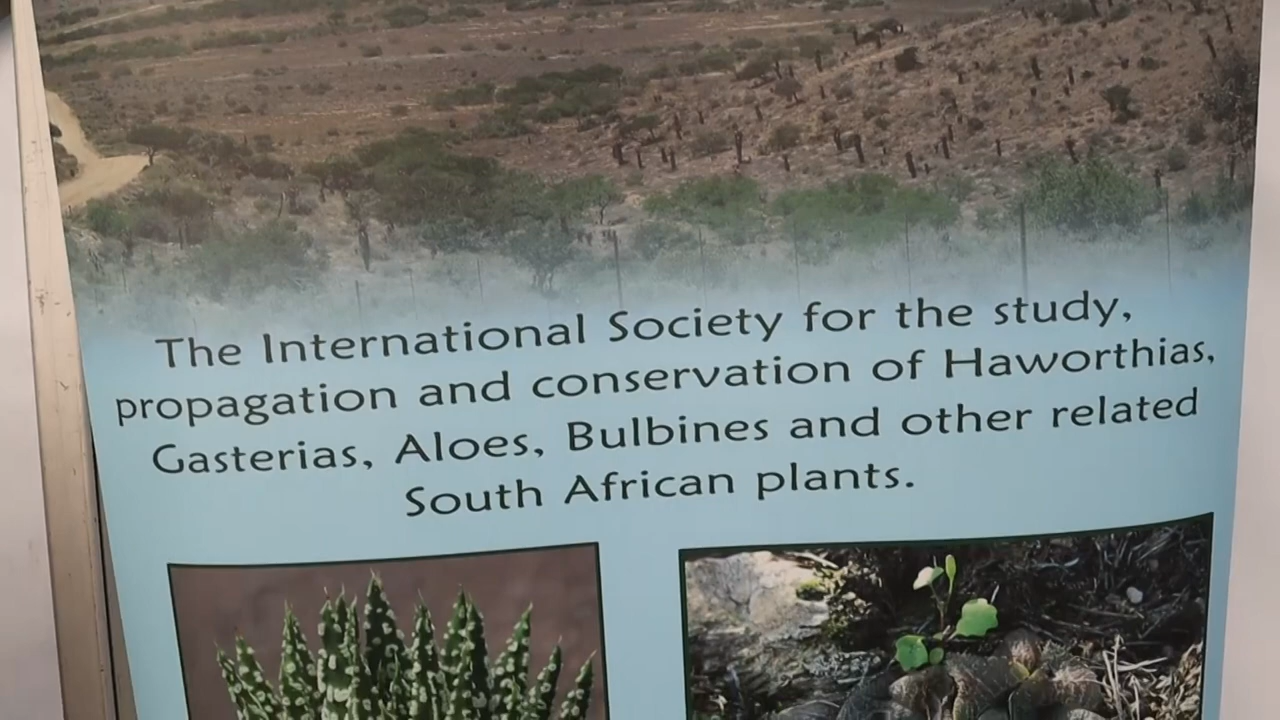 The International Society for the study,
propagation and conservation of Haworthias,
Gasterias, Aloes, Bulbines and other related
South African plants.